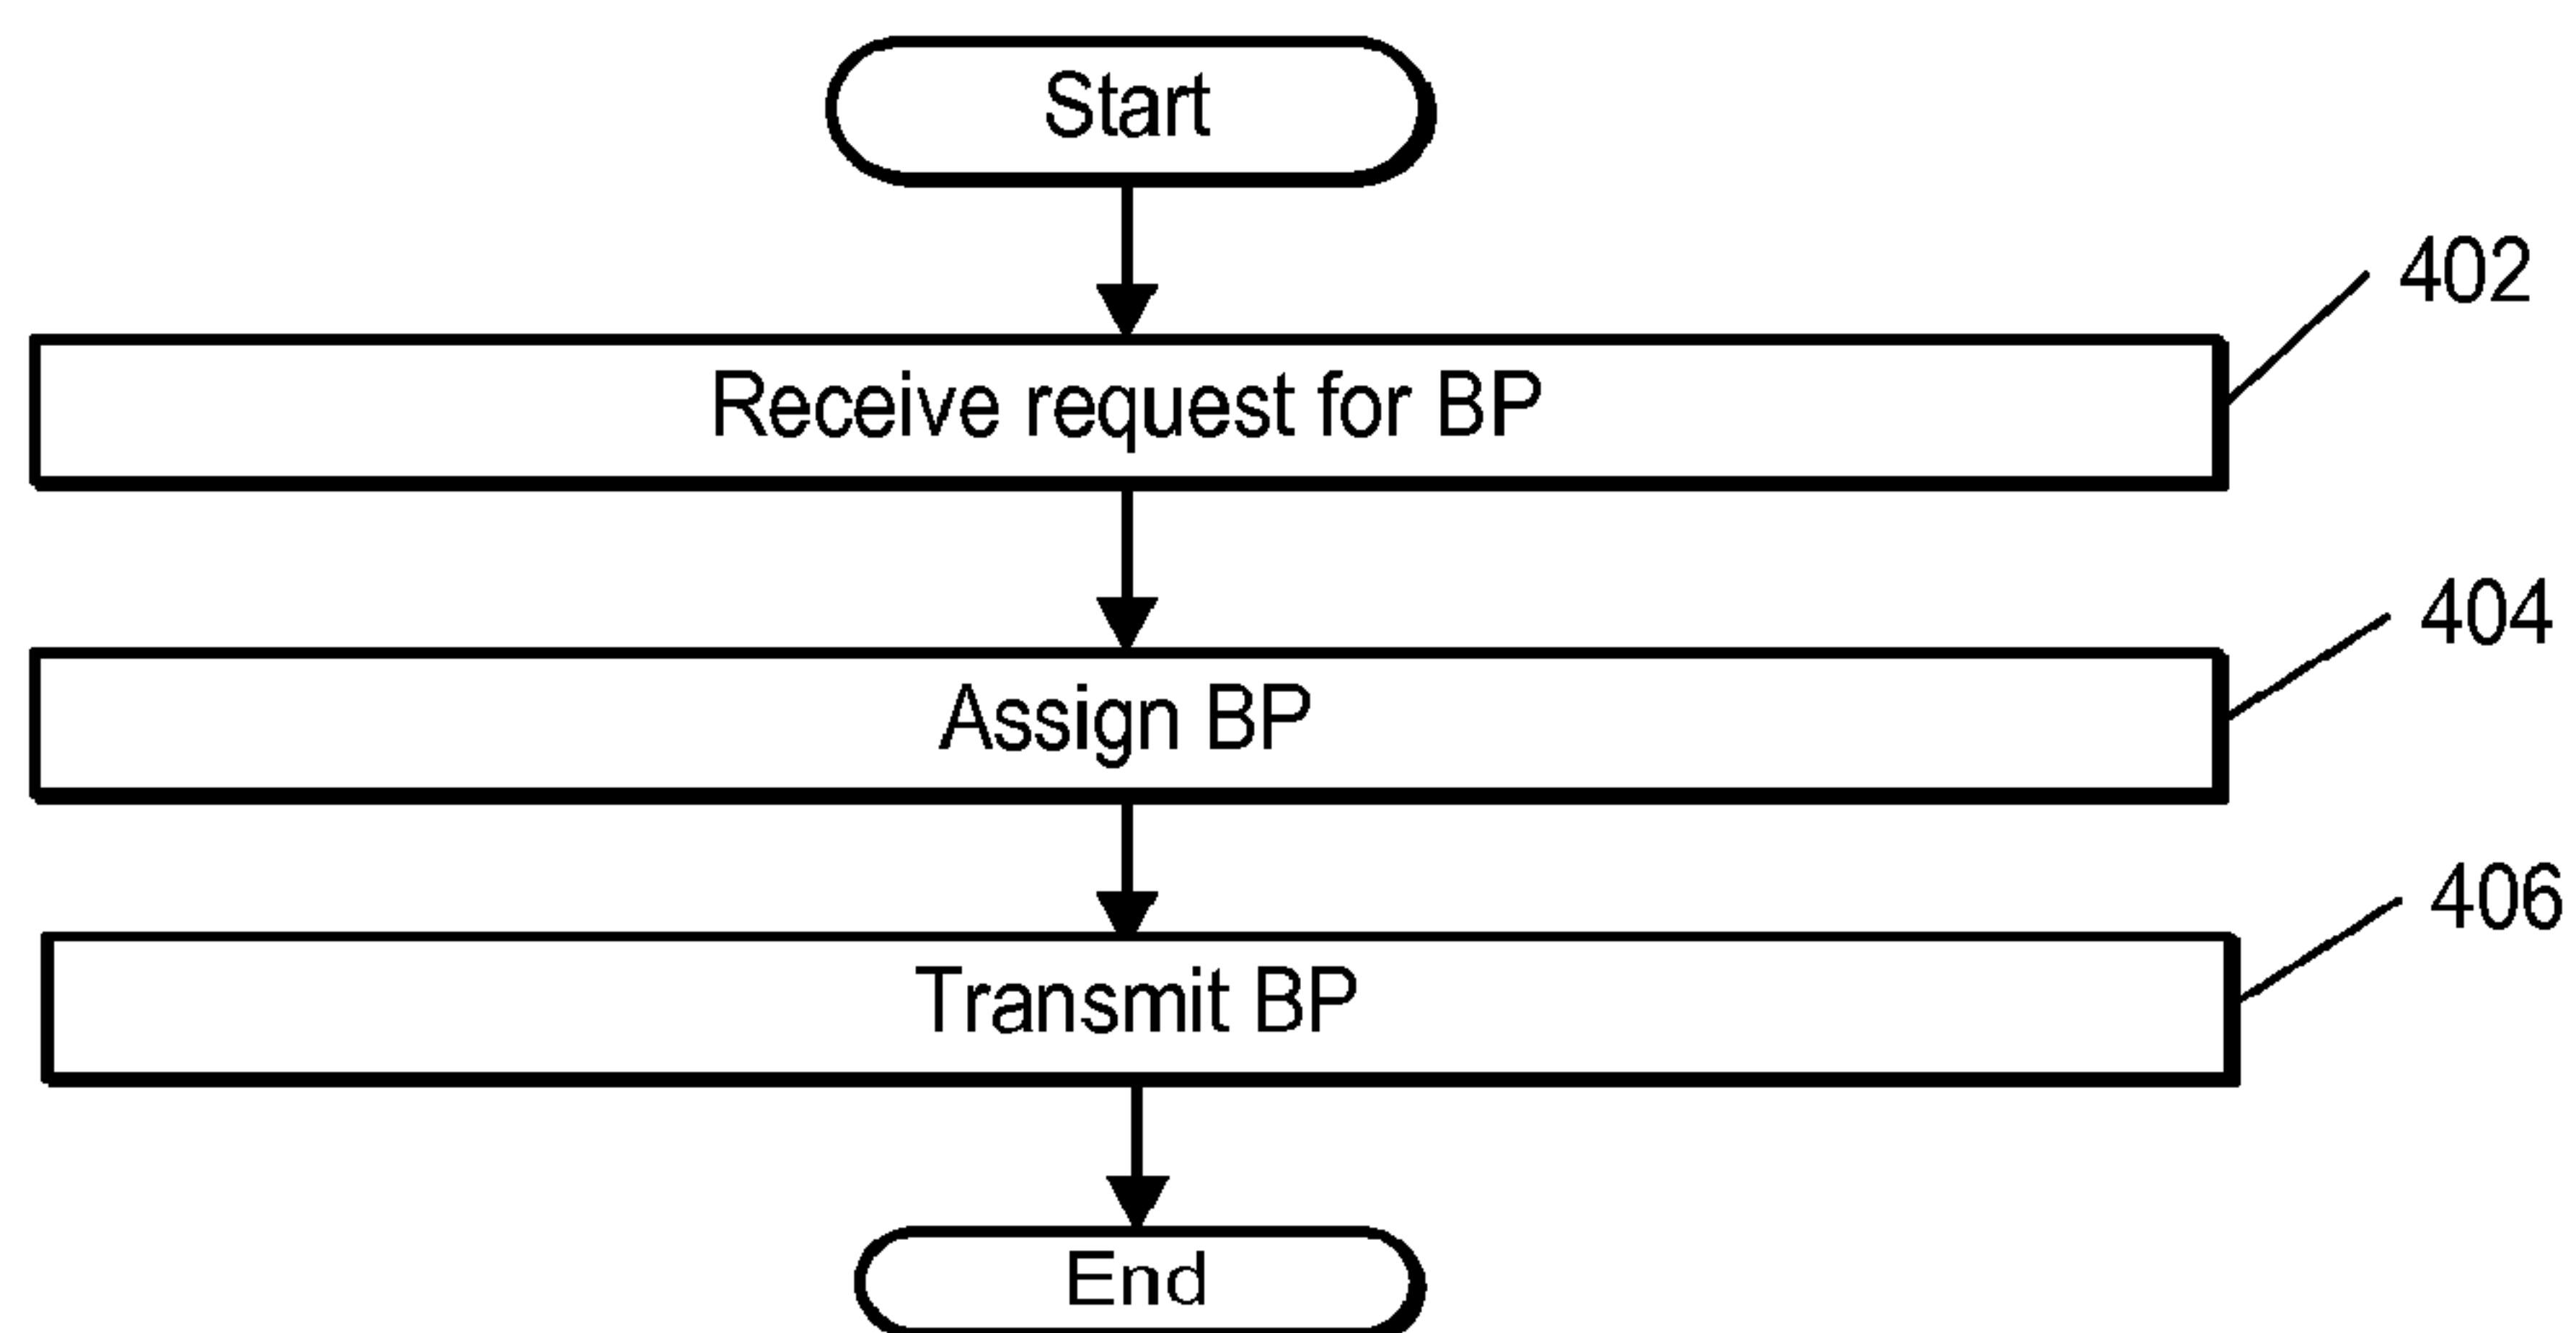 Start
402
Receive request for BP
404
Assign BP
406
Transmit BP
End